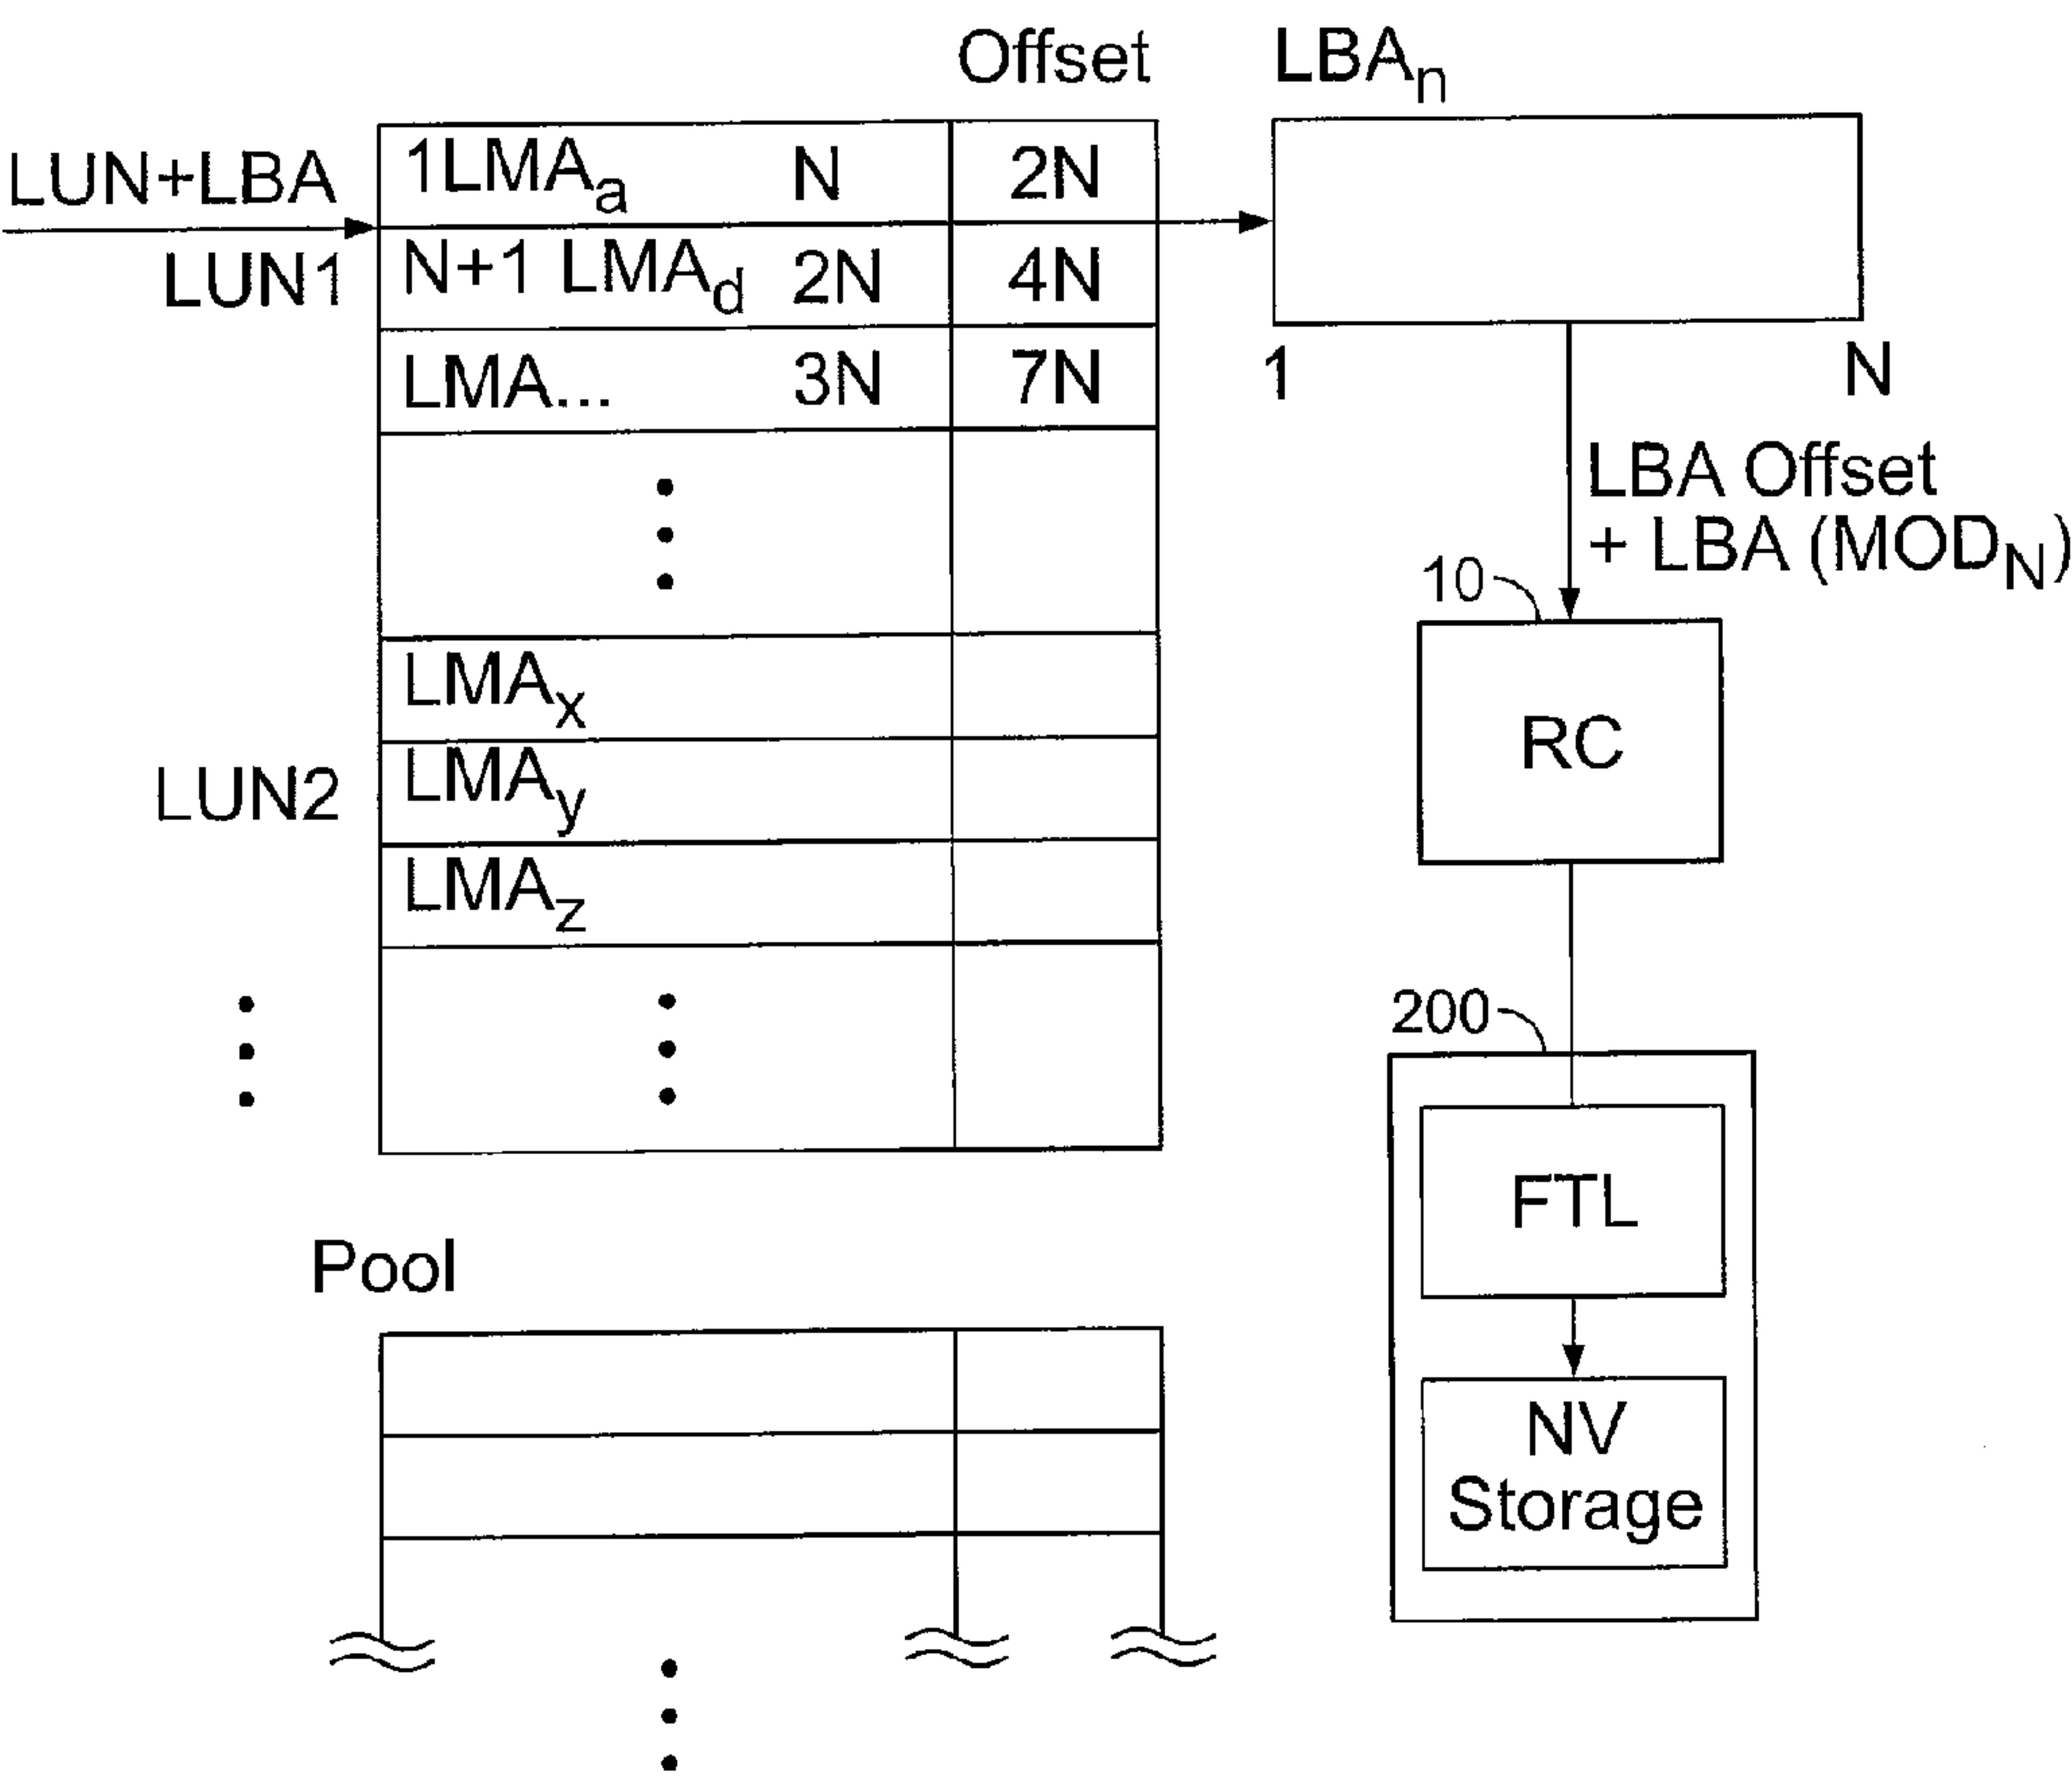 Offset
LBAn
LUN+LBA
1LMAa N 2N
LUN1
N+1 LMAd 2N 4N
LMA... 3N 7N
1 N
LBA Offset
+ LBA (MODN)
10
RC
LMAx
LUN2
LMAy
LMAz
200
FTL
NV
Storage
Pool